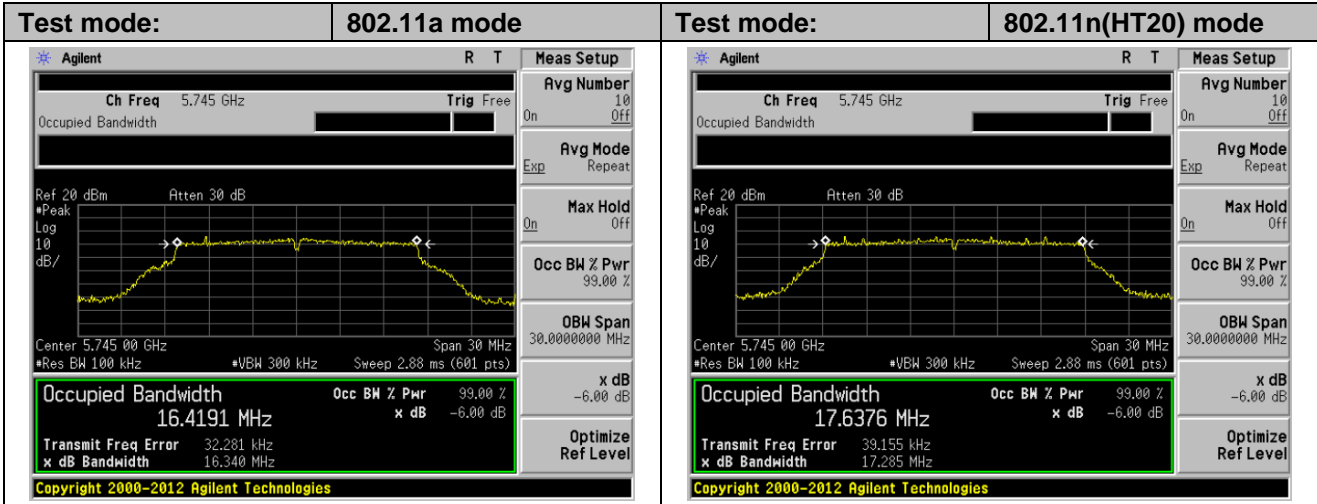 Test mode: 802.11a mode Test mode: 802.11n(HT20) mode
Agilent R T Meas Setup
Ch Freq 5.745 GHz Trig Free
Occupied Bandwidth
Avg Number
10
On Off
Avg Mode
Exp Repeat
Ref 20 dBm Atten 30 dB
#Peak
Log
10
dB/
Max Hold
On Off
Occ BW % Pwr
99.00 %
OBW Span
30.0000000 MHz
Center 5.745 00 GHz Span 30 MHz
#Res BW 100 kHz #VBW 300 kHz Sweep 2.88 ms (601 pts)
x dB
-6.00 dB
Occupied Bandwidth Occ BW % Pwr 99.00 %
16.4191 MHz x dB -6.00 dB
Optimize
Ref Level
Transmit Freq Error 32.281 kHz
x dB Bandwidth 16.340 MHz
Copyright 2000-2012 Agilent Technologies
Agilent R T Meas Setup
Ch Freq 5.745 GHz Trig Free
Occupied Bandwidth
Avg Number
10
On Off
Avg Mode
Exp Repeat
Ref 20 dBm Atten 30 dB
#Peak
Log
10
dB/
Max Hold
On Off
Occ BW % Pwr
99.00 %
OBW Span
30.0000000 MHz
Center 5.745 00 GHz Span 30 MHz
#Res BW 100 kHz #VBW 300 kHz Sweep 2.88 ms (601 pts)
x dB
-6.00 dB
Occupied Bandwidth Occ BW % Pwr 99.00 %
17.6376 MHz x dB -6.00 dB
Optimize
Ref Level
Transmit Freq Error 39.155 kHz
x dB Bandwidth 17.285 MHz
Copyright 2000-2012 Agilent Technologies